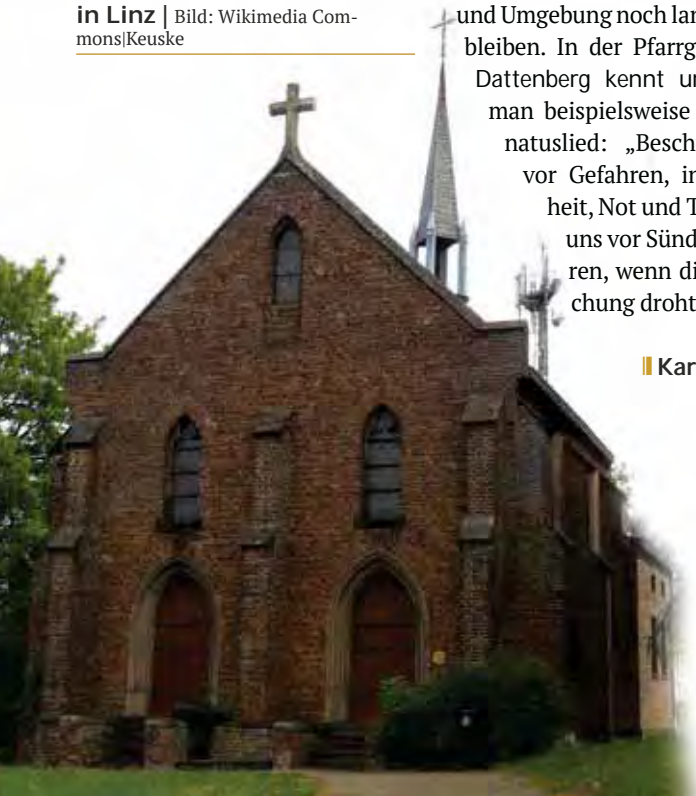 in Linz | Bild: Wikimedia Com-
mons|Keuske
und Umgebung noch lan
bleiben. In der Pfarrg
Dattenberg kennt un
man beispielsweise
natuslied: „Besch
vor Gefahren, in
heit, Not und T
uns vor Sünd
ren, wenn di
chung droht
Kar